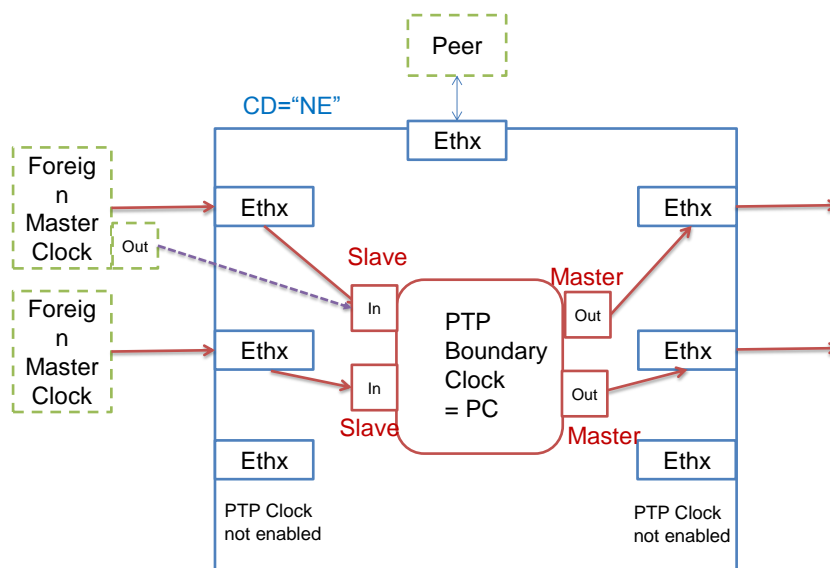 Peer
CD=“NE”
Ethx
Foreig
n
Master
Clock
Out
Ethx
Ethx
Slave
Master
In
Out
PTP
Boundary
Clock
= PC
Foreig
n
Master
Clock
Ethx
Ethx
In
Out
Slave
Master
Ethx
Ethx
PTP Clock
not enabled
PTP Clock
not enabled